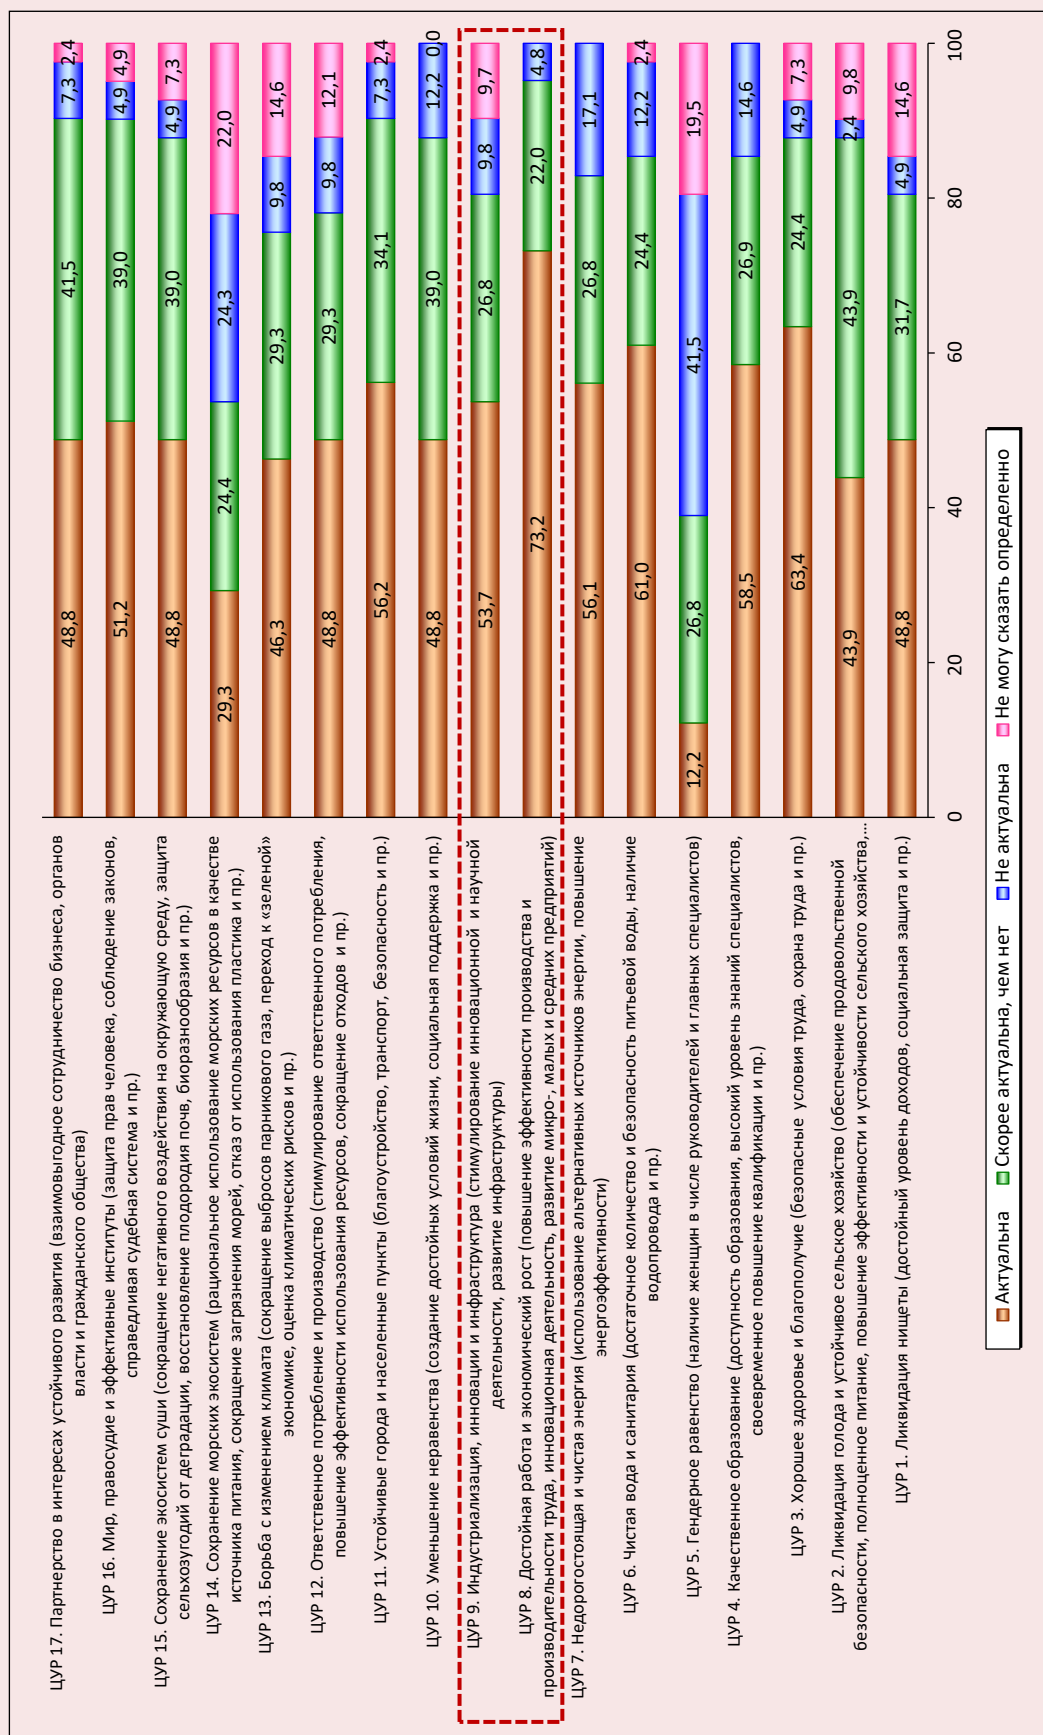 ЦУР 17. Партнерство в интересах устойчивого развития (взаимовыгодное сотрудничество бизнеса, органов
власти и гражданского общества)
48,8 41,5 7,3 2,4
ЦУР 16. Мир, правосудие и эффективные институты (защита прав человека, соблюдение законов,
справедливая судебная система и пр.)
51,2 39,0 4,9 4,9
ЦУР 15. Сохранение экосистем суши (сокращение негативного воздействия на окружающую среду, защита
сельхозугодий от деградации, восстановление плодородия почв, биоразнообразия и пр.)
48,8 39,0 4,9 7,3
ЦУР 14. Сохранение морских экосистем (рациональное использование морских ресурсов в качестве
источника питания, сокращение загрязнения морей, отказ от использования пластика и пр.)
29,3 24,4 24,3 22,0
ЦУР 13. Борьба с изменением климата (сокращение выбросов парникового газа, переход к «зеленой»
экономике, оценка климатических рисков и пр.)
46,3 29,3 9,8 14,6
ЦУР 12. Ответственное потребление и производство (стимулирование ответственного потребления,
повышение эффективности использования ресурсов, сокращение отходов и пр.)
48,8 29,3 9,8 12,1
ЦУР 11. Устойчивые города и населенные пункты (благоустройство, транспорт, безопасность и пр.)
56,2 34,1 7,3 2,4
ЦУР 10. Уменьшение неравенства (создание достойных условий жизни, социальная поддержка и пр.)
48,8 39,0 12,2 0,0
ЦУР 9. Индустриализация, инновации и инфраструктура (стимулирование инновационной и научной
деятельности, развитие инфраструктуры)
53,7 26,8 9,8 9,7
ЦУР 8. Достойная работа и экономический рост (повышение эффективности производства и
производительности труда, инновационная деятельность, развитие микро-, малых и средних предприятий)
73,2 22,0 4,8
ЦУР 7. Недорогостоящая и чистая энергия (использование альтернативных источников энергии, повышение
энергоэффективности)
56,1 26,8 17,1
ЦУР 6. Чистая вода и санитария (достаточное количество и безопасность питьевой воды, наличие
водопровода и пр.)
61,0 24,4 12,2 2,4
ЦУР 5. Гендерное равенство (наличие женщин в числе руководителей и главных специалистов)
12,2 26,8 41,5 19,5
ЦУР 4. Качественное образование (доступность образования, высокий уровень знаний специалистов,
своевременное повышение квалификации и пр.)
58,5 26,9 14,6
ЦУР 3. Хорошее здоровье и благополучие (безопасные условия труда, охрана труда и пр.)
63,4 24,4 4,9 7,3
ЦУР 2. Ликвидация голода и устойчивое сельское хозяйство (обеспечение продовольственной
безопасности, полноценное питание, повышение эффективности и устойчивости сельского хозяйства,...
43,9 43,9 2,4 9,8
ЦУР 1. Ликвидация нищеты (достойный уровень доходов, социальная защита и пр.)
48,8 31,7 4,9 14,6
0 20 40 60 80 100
Актуальна Скорее актуальна, чем нет Не актуальна Не могу сказать определенно